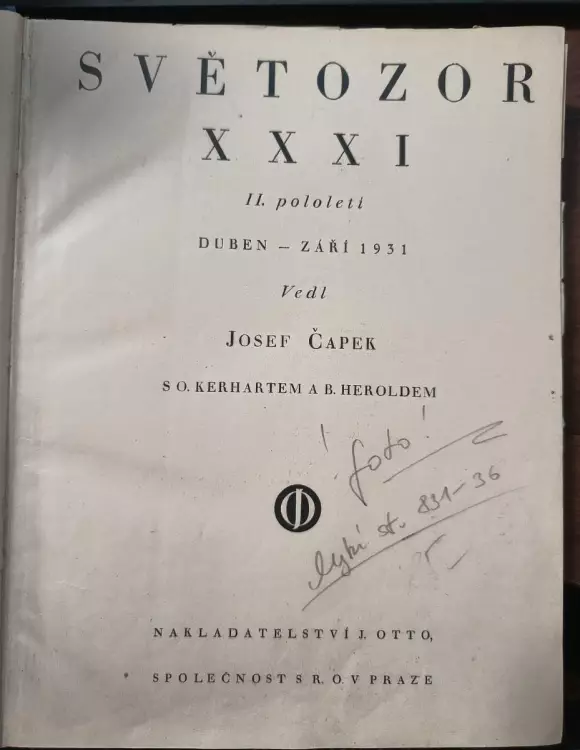 SVĚTOZOR
XXXI
II. pololetí
DUBEN – ZÁŘÍ 1931
Vedl
JOSEF ČAPEK
S O. KERHARTEM A B. HEROLDEM
! foto!
st. 831–36
NAKLADATELSTVÍ J. OTTO,
SPOLEČNOST S R. O. V PRAZE